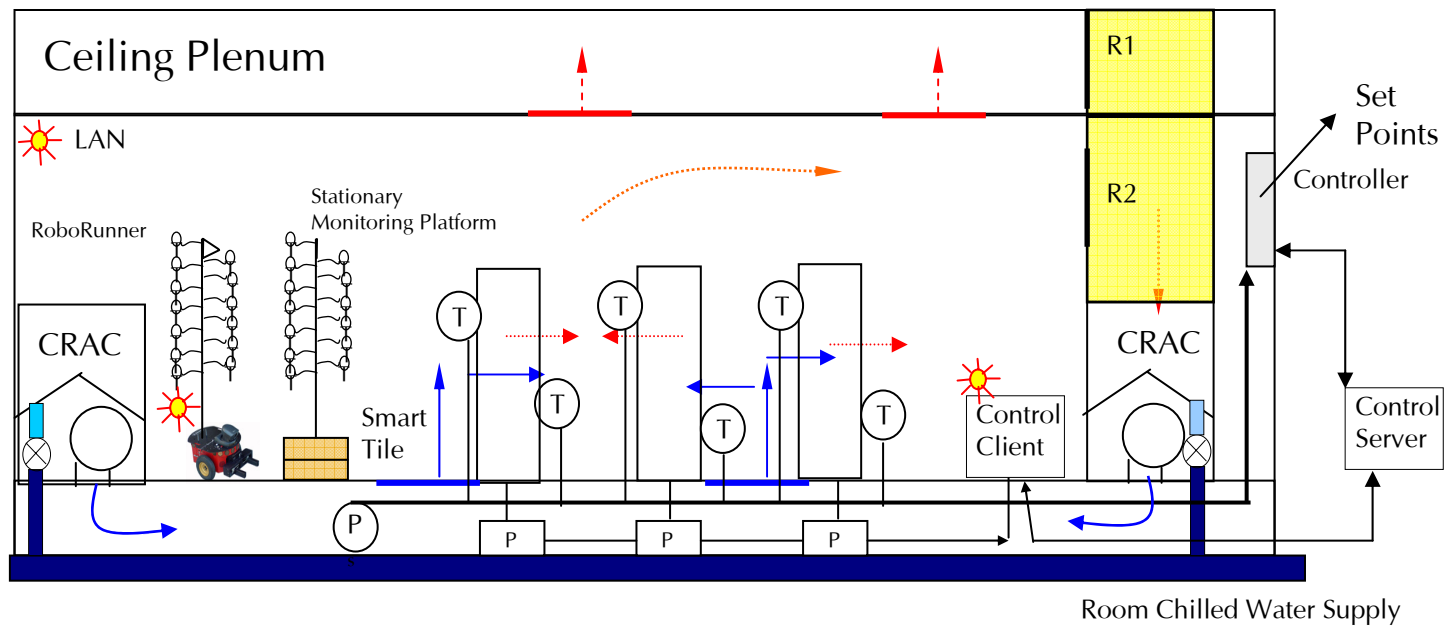 Ceiling Plenum
R1
Set
Points
LAN
Controller
R2
Stationary
Monitoring Platform
RoboRunner
T
T
T
CRAC
CRAC
T
T
T
Smart
Tile
Control
Client
Control
Server
P
s
P
P
P
Room Chilled Water Supply